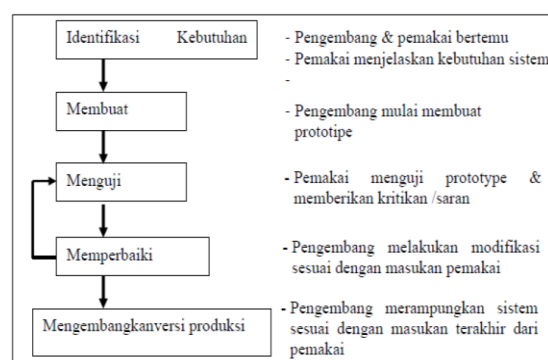 Identifikasi Kebutuhan
- Pengembang & pemakai bertemu
- Pemakai menjelaskan kebutuhan sistem
-
Membuat
- Pengembang mulai membuat
prototipe
Menguji
- Pemakai menguji prototype &
memberikan kritikan /saran
Memperbaiki
- Pengembang melakukan modifikasi
sesuai dengan masukan pemakai
Mengembangkanversi produksi
- Pengembang merampungkan sistem
sesuai dengan masukan terakhir dari
pemakai